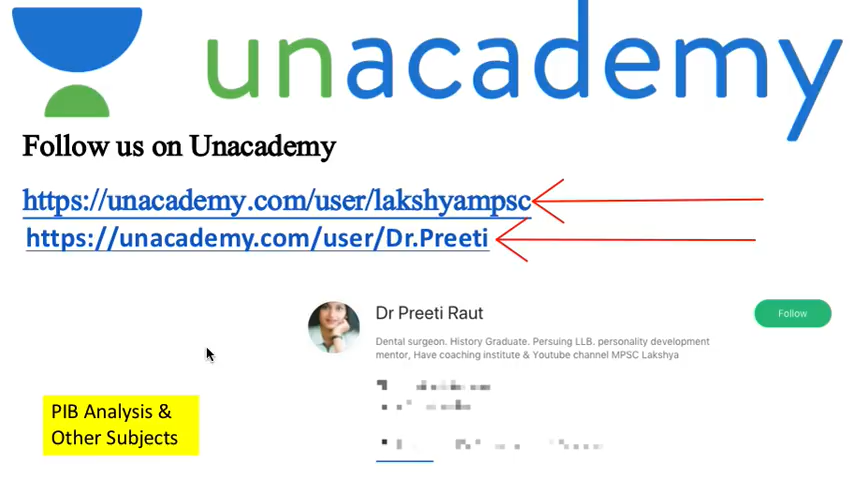 unacademy
Follow us on Unacademy
https://unacademy.com/user/lakshyampsc
https://unacademy.com/user/Dr.Preeti
Dr Preeti Raut
Follow
Dental surgeon. History Graduate. Persuing LLB. personality development
mentor, Have coaching institute & Youtube channel MPSC Lakshya
PIB Analysis &
Other Subjects